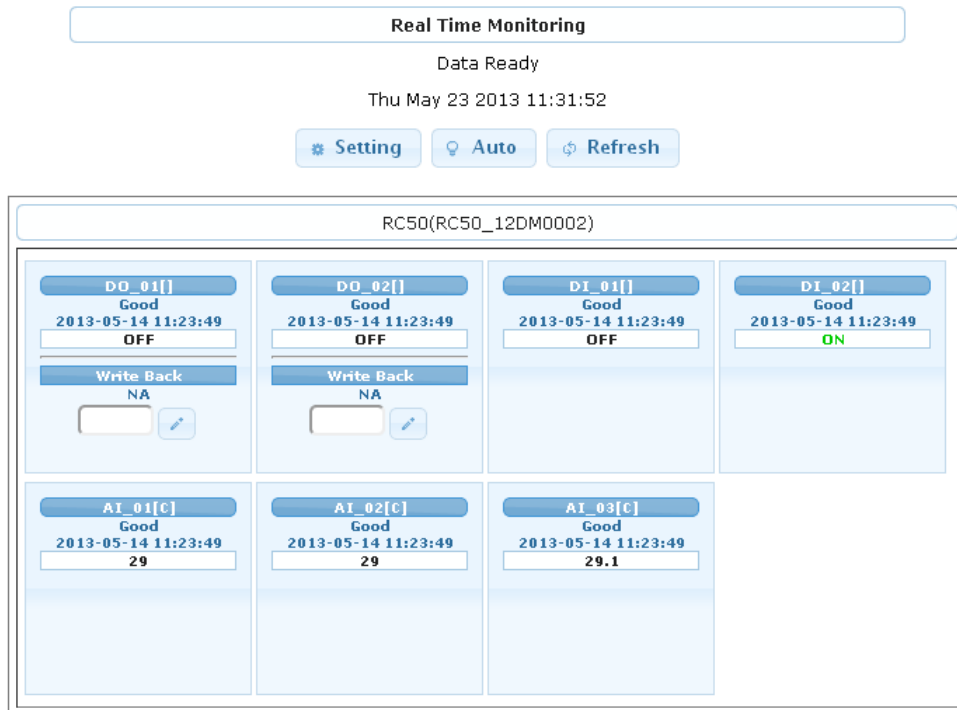 Real Time Monitoring
Data Ready
Thu May 23 2013 11:31:52
Setting Auto Refresh
RC50(RC50_12DM0002)
DO_01[] DO_02[] DI_01[] DI_02[]
Good Good Good Good
2013-05-14 11:23:49 2013-05-14 11:23:49 2013-05-14 11:23:49 2013-05-14 11:23:49
OFF OFF OFF ON
Write Back Write Back
NA NA
AI_01[C] AI_02[C] AI_03[C]
Good Good Good
2013-05-14 11:23:49 2013-05-14 11:23:49 2013-05-14 11:23:49
29 29 29.1